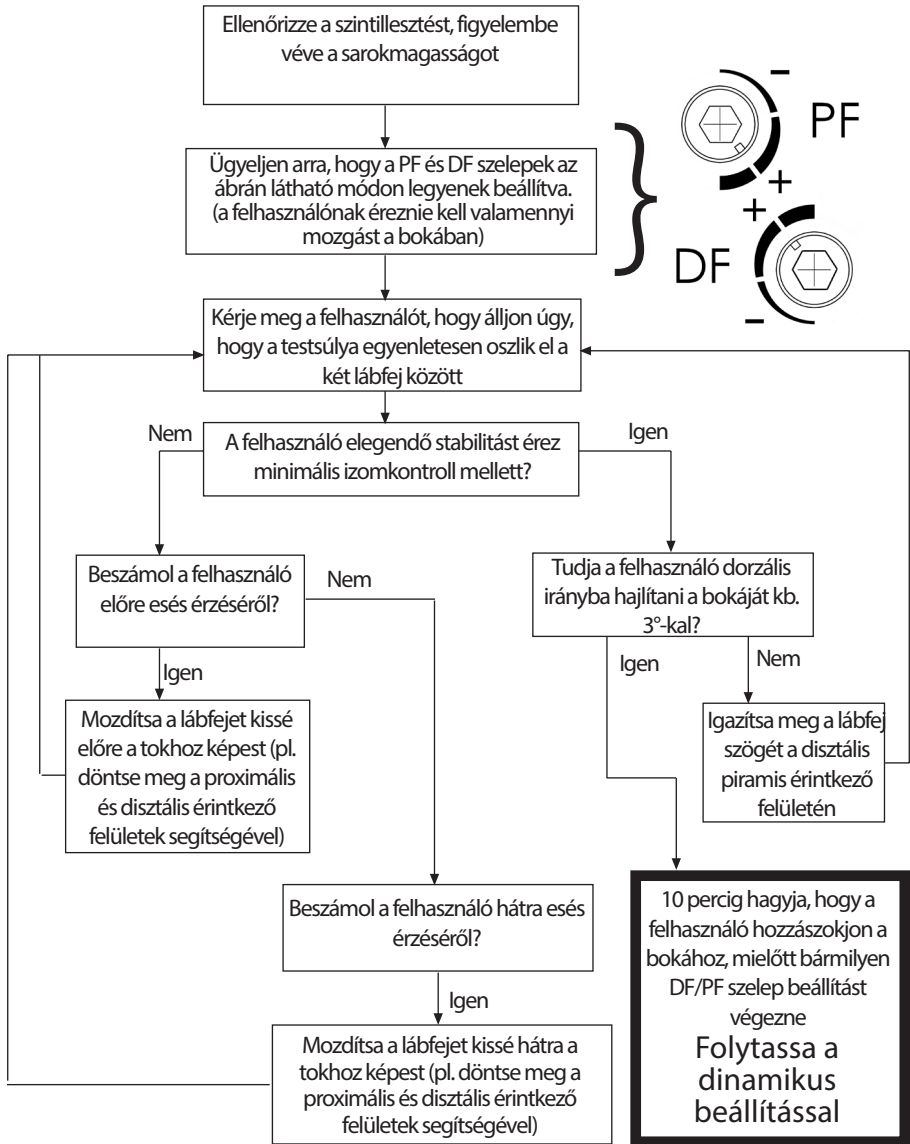 Ellenőrizze a szintillesztést, figyelembe
véve a sarokmagasságot
Ügyeljen arra, hogy a PF és DF szelepek az
ábrán látható módon legyenek beállítva.
(a felhasználónak éreznie kell valamennyi
mozgást a bokában)
}
-
PF
+
+
DF
-
Kérje meg a felhasználót, hogy álljon úgy,
hogy a testsúlya egyenletesen oszlik el a
két lábfej között
Nem
A felhasználó elegendő stabilitást érez
minimális izomkontroll mellett?
Igen
Beszámol a felhasználó
előre esés érzéséről?
Nem
Tudja a felhasználó dorzális
irányba hajlítani a bokáját kb.
3°-kal?
Igen
Igen
Nem
Mozdítsa a lábfejet kissé
előre a tokhoz képest (pl.
döntse meg a proximális
és disztális érintkező
felületek segítségével)
Igazítsa meg a lábfej
szögét a disztális
piramis érintkező
felületén
Beszámol a felhasználó hátra esés
érzéséről?
Igen
Mozdítsa a lábfejet kissé hátra a
tokhoz képest (pl. döntse meg a
proximális és disztális érintkező
felületek segítségével)
10 percig hagyja, hogy a
felhasználó hozzászokjon a
bokához, mielőtt bármilyen
DF/PF szelep beállítást
végezne
Folytassa a
dinamikus
beállítással